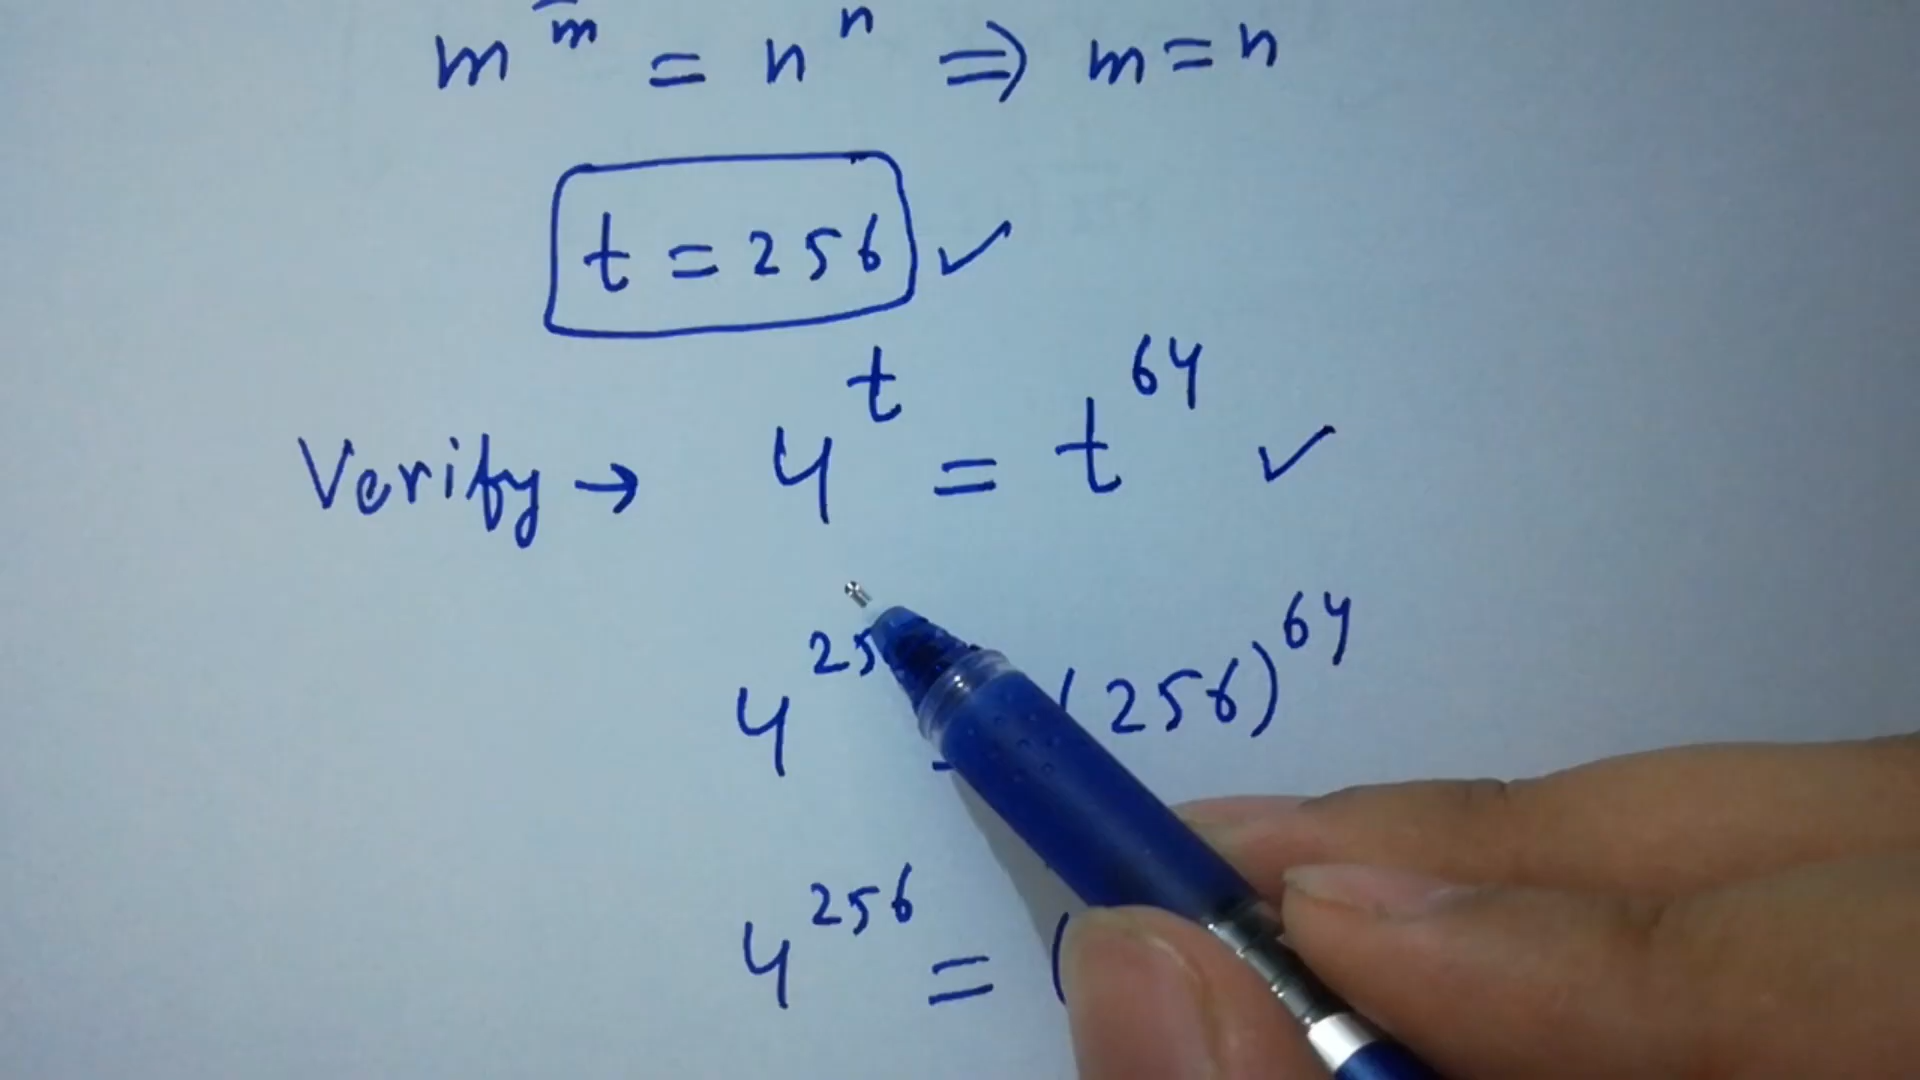 m^m = n^n ⇒ m = n
t = 256 ✓
Verify → 4^t = t^64 ✓
4^25 (256)^64
4^256 = (